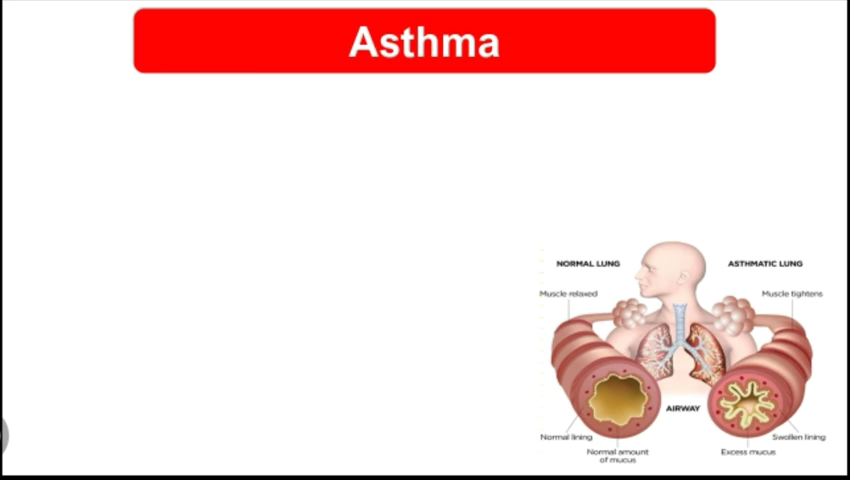 Asthma
NORMAL LUNG
ASTHMATIC LUNG
Muscle relaxed
Muscle tightens
AIRWAY
Normal lining
Swollen lining
Normal amount
of mucus
Excess mucus